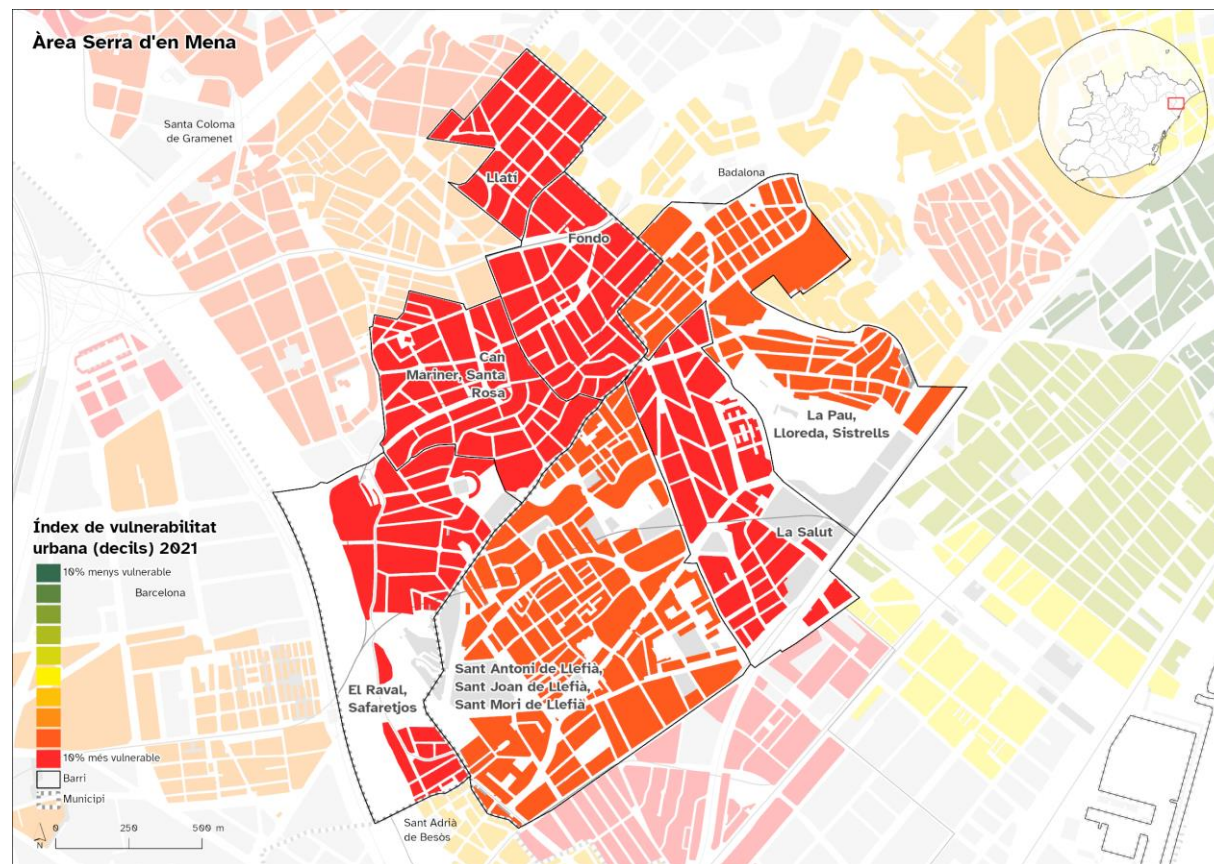 Àrea Serra d'en Mena
Santa Coloma
de Gramenet
Badalona
Llatí
Fondo
Can
Mariner, Santa
Rosa
La Pau,
Lloreda, Sistrells
La Salut
Sant Antoni de Llefià,
Sant Joan de Llefià,
Sant Mori de Llefià
El Raval,
Safaretjos
Sant Adrià
de Besòs
Índex de vulnerabilitat
urbana (decils) 2021
10% menys vulnerable
Barcelona
10% més vulnerable
Barri
Municipi
N
0 250 500 m